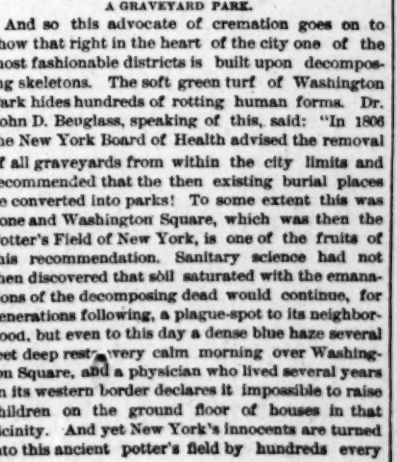 A GRAVEYARD PARK.
And so this advocate of cremation goes on to
how that right in the heart of the city one of the
nost fashionable districts is built upon decompos-
ng skeletons. The soft green turf of Washington
ark hides hundreds of rotting human forms. Dr.
ohn D. Beuglass, speaking of this, said: "In 1806
he New York Board of Health advised the removal
f all graveyards from within the city limits and
ecommended that the then existing burial places
e converted into parks! To some extent this was
one and Washington Square, which was then the
otter's Field of New York, is one of the fruits of
his recommendation. Sanitary science had not
hen discovered that soil saturated with the emana-
ions of the decomposing dead would continue, for
enerations following, a plague-spot to its neighbor-
ood, but even to this day a dense blue haze several
eet deep rests every calm morning over Washing-
on Square, and a physician who lived several years
n its western border declares it impossible to raise
hildren on the ground floor of houses in that
icinity. And yet New York's innocents are turned
nto this ancient potter's field by hundreds every